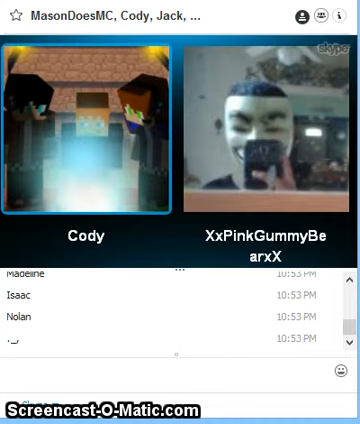 MasonDoesMC, Cody, Jack, ...
skype
Cody
XxPinkGummyBe
arxX
Madeline 10:53 PM
Isaac 10:53 PM
Nolan 10:53 PM
._, 10:53 PM
Screencast-O-Matic.com